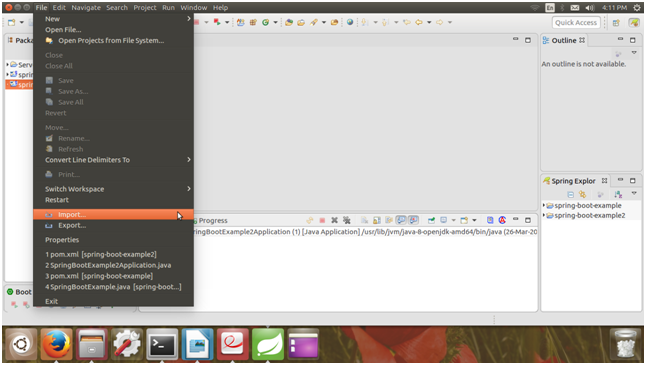 File Edit Navigate Search Project Run Window Help
En
4:11 PM
Quick Access
New
Open File...
Open Projects from File System...
Close
Close All
Save
Save As...
Save All
Revert
Move...
Rename...
Refresh
Convert Line Delimiters To
Print...
Switch Workspace
Restart
Import...
Export...
Properties
1 pom.xml [spring-boot-example2]
2 SpringBootExample2Application.java
3 pom.xml [spring-boot-example]
4 SpringBootExample.java [spring-boot...]
Exit
Packa
Serv
sprin
sprin
Boot
Progress
ringBootExample2Application (1) [Java Application] /usr/lib/jvm/java-8-openjdk-amd64/bin/java (26-Mar-20
Outline
An outline is not available.
Spring Explor
spring-boot-example
spring-boot-example2